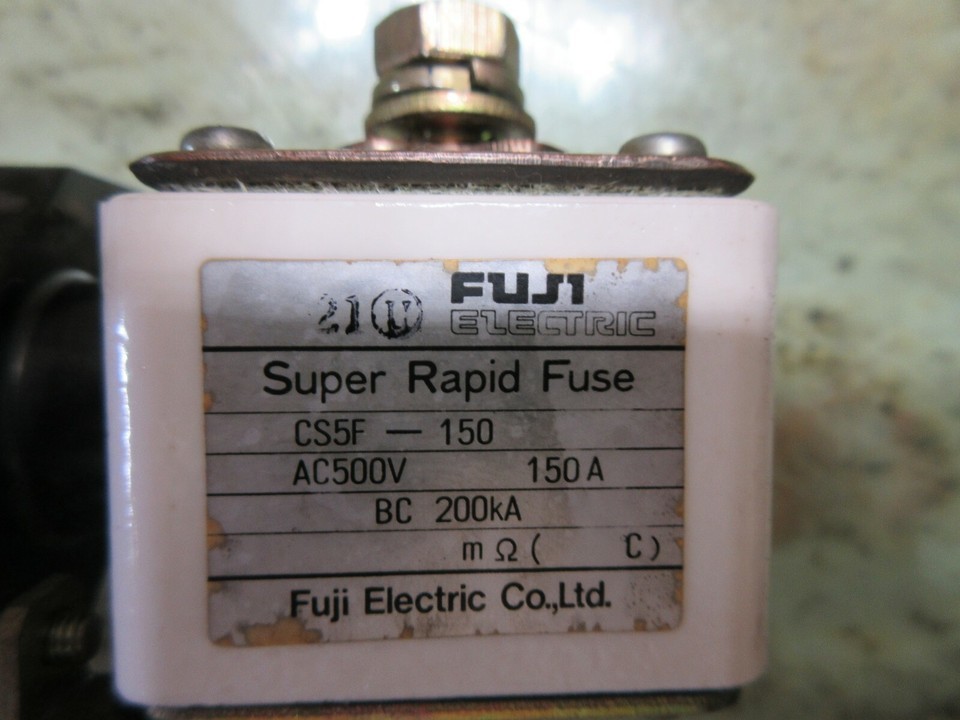 21 FUJI
ELECTRIC
Super Rapid Fuse
CS5F — 150
AC500V 150A
BC 200kA
mΩ( C)
Fuji Electric Co.,Ltd.